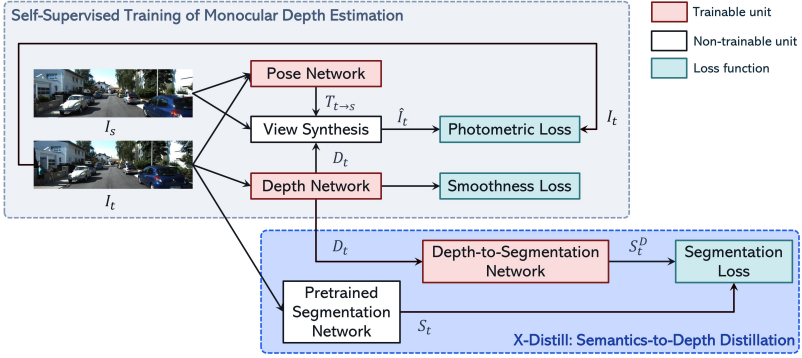 Self-Supervised Training of Monocular Depth Estimation
Trainable unit
Non-trainable unit
Loss function
Pose Network
T_{t→s}
I_s
View Synthesis
Î_t
Photometric Loss
I_t
D_t
I_t
Depth Network
Smoothness Loss
D_t
Depth-to-Segmentation
Network
S_t^D
Segmentation
Loss
Pretrained
Segmentation
Network
S_t
X-Distill: Semantics-to-Depth Distillation